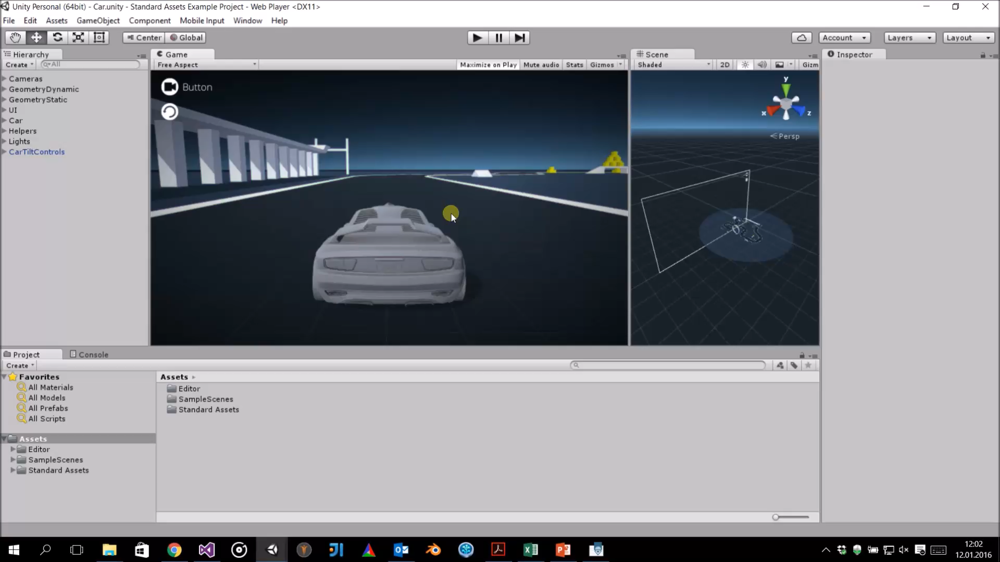 Unity Personal (64bit) - Car.unity - Standard Assets Example Project - Web Player <DX11>
File Edit Assets GameObject Component Mobile Input Window Help
Center Global Account Layers Layout
Hierarchy Game Scene Inspector
Create All Free Aspect Maximize on Play Mute audio Stats Gizmos Shaded 2D Gizm
Cameras
GeometryDynamic
GeometryStatic
UI
Car
Helpers
Lights
CarTiltControls
Button
y
x z
Persp
Project Console
Create
Favorites
All Materials
All Models
All Prefabs
All Scripts
Assets
Editor
SampleScenes
Standard Assets
Assets
Editor
SampleScenes
Standard Assets
12:02
12.01.2016